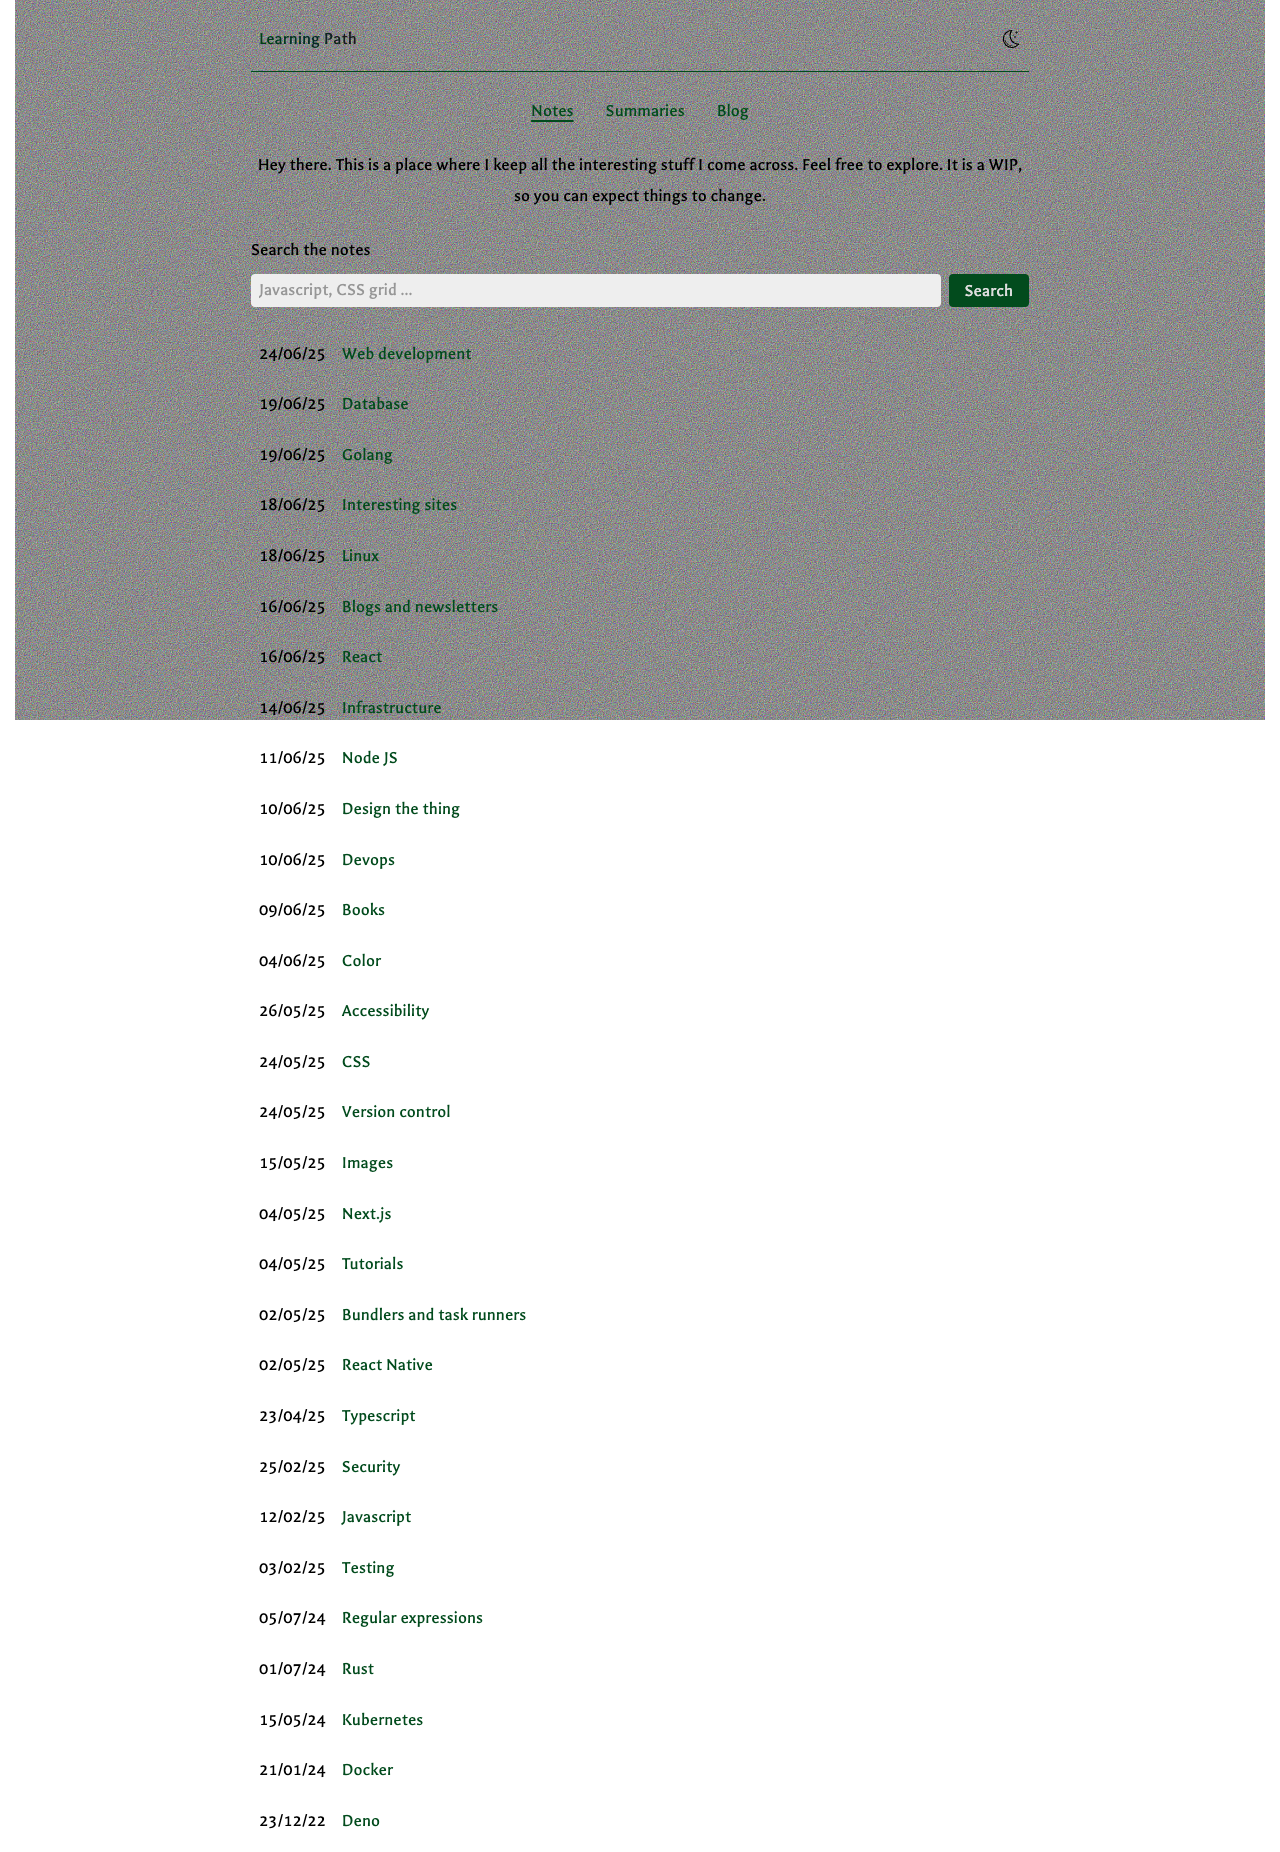 Learning Path
Notes Summaries Blog
Hey there. This is a place where I keep all the interesting stuff I come across. Feel free to explore. It is a WIP,
so you can expect things to change.
Search the notes
Javascript, CSS grid ...
Search
24/06/25 Web development
19/06/25 Database
19/06/25 Golang
18/06/25 Interesting sites
18/06/25 Linux
16/06/25 Blogs and newsletters
16/06/25 React
14/06/25 Infrastructure
11/06/25 Node JS
10/06/25 Design the thing
10/06/25 Devops
09/06/25 Books
04/06/25 Color
26/05/25 Accessibility
24/05/25 CSS
24/05/25 Version control
15/05/25 Images
04/05/25 Next.js
04/05/25 Tutorials
02/05/25 Bundlers and task runners
02/05/25 React Native
23/04/25 Typescript
25/02/25 Security
12/02/25 Javascript
03/02/25 Testing
05/07/24 Regular expressions
01/07/24 Rust
15/05/24 Kubernetes
21/01/24 Docker
23/12/22 Deno